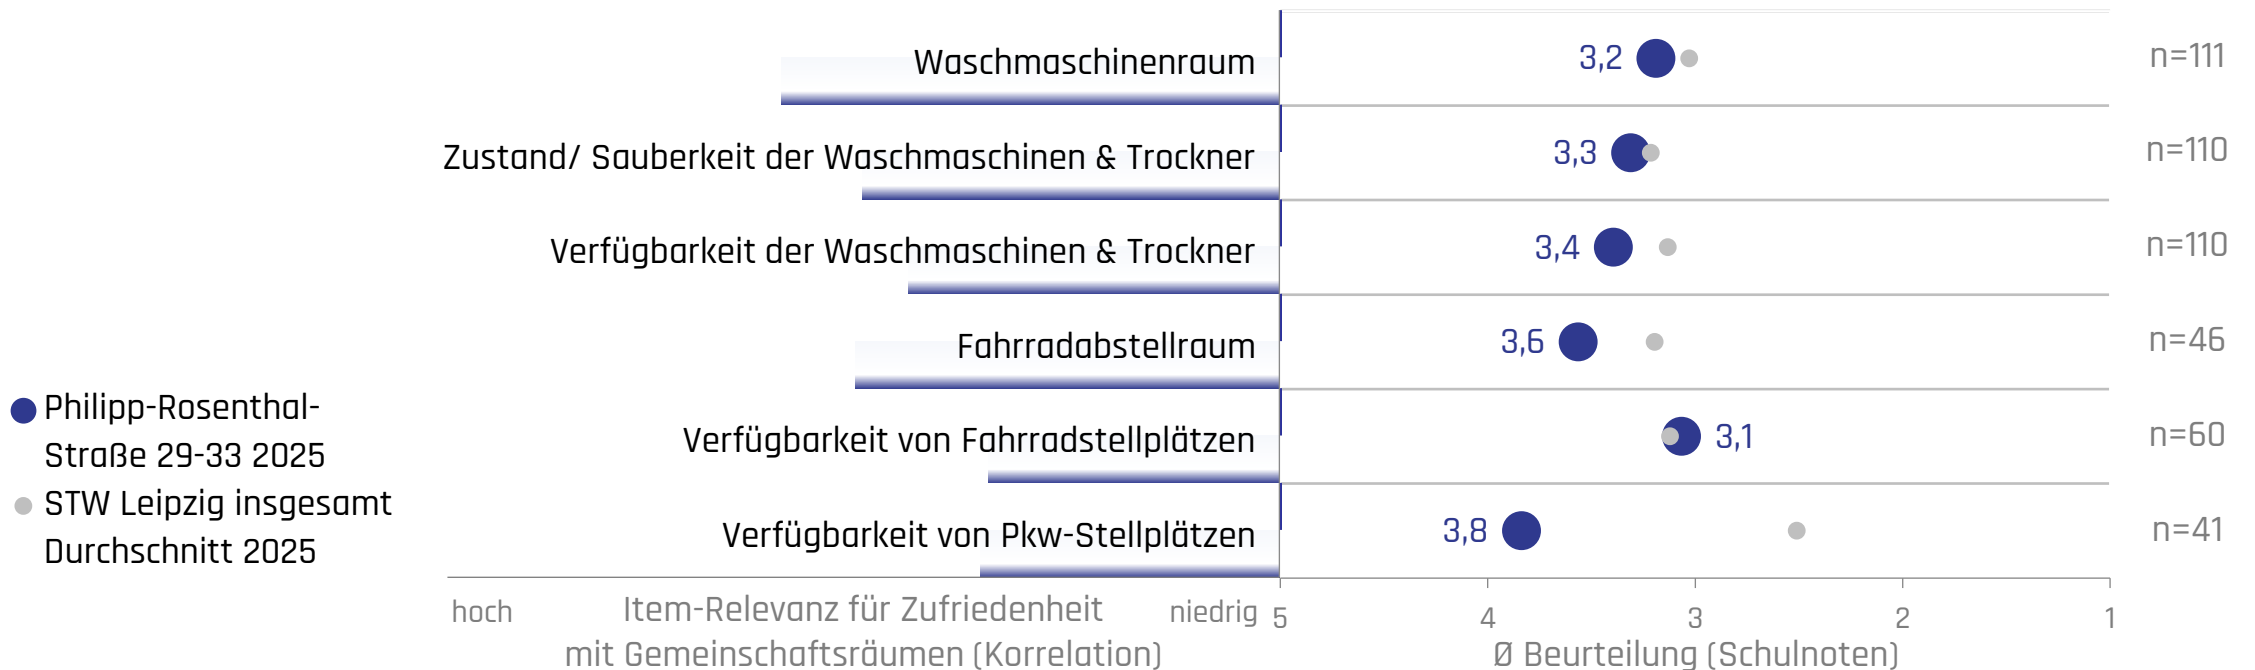 Waschmaschinenraum 3,2 n=111
Zustand/ Sauberkeit der Waschmaschinen & Trockner 3,3 n=110
Verfügbarkeit der Waschmaschinen & Trockner 3,4 n=110
Fahrradabstellraum 3,6 n=46
Verfügbarkeit von Fahrradstellplätzen 3,1 n=60
Verfügbarkeit von Pkw-Stellplätzen 3,8 n=41
Philipp-Rosenthal-
Straße 29-33 2025
STW Leipzig insgesamt
Durchschnitt 2025
hoch Item-Relevanz für Zufriedenheit niedrig 5 4 3 2 1
mit Gemeinschaftsräumen (Korrelation) Ø Beurteilung (Schulnoten)